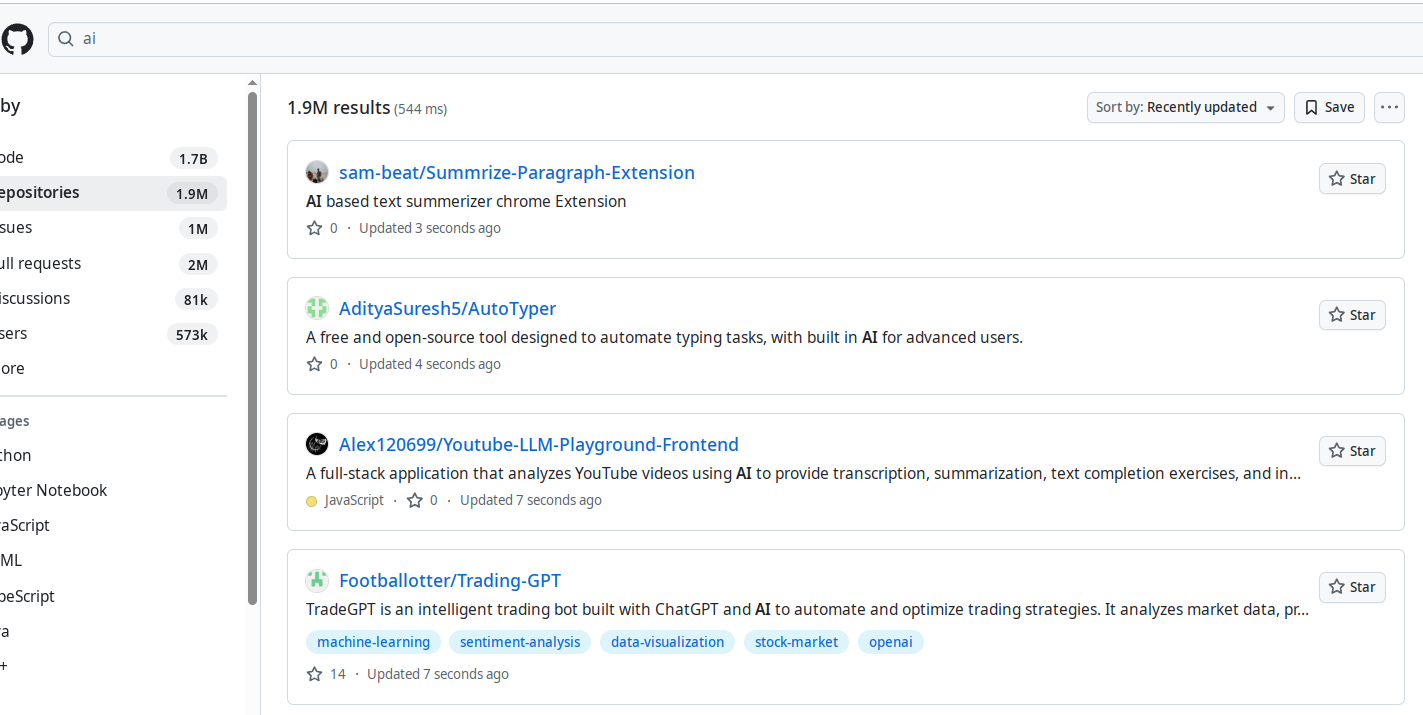 ai
by
ode 1.7B
epositories 1.9M
sues 1M
ull requests 2M
iscussions 81k
sers 573k
ore
ages
thon
pyter Notebook
aScript
ML
peScript
a
+
1.9M results (544 ms)
Sort by: Recently updated
Save
sam-beat/Summrize-Paragraph-Extension
Star
AI based text summerizer chrome Extension
0 · Updated 3 seconds ago
AdityaSuresh5/AutoTyper
Star
A free and open-source tool designed to automate typing tasks, with built in AI for advanced users.
0 · Updated 4 seconds ago
Alex120699/Youtube-LLM-Playground-Frontend
Star
A full-stack application that analyzes YouTube videos using AI to provide transcription, summarization, text completion exercises, and in...
JavaScript · 0 · Updated 7 seconds ago
Footballotter/Trading-GPT
Star
TradeGPT is an intelligent trading bot built with ChatGPT and AI to automate and optimize trading strategies. It analyzes market data, pr...
machine-learning sentiment-analysis data-visualization stock-market openai
14 · Updated 7 seconds ago